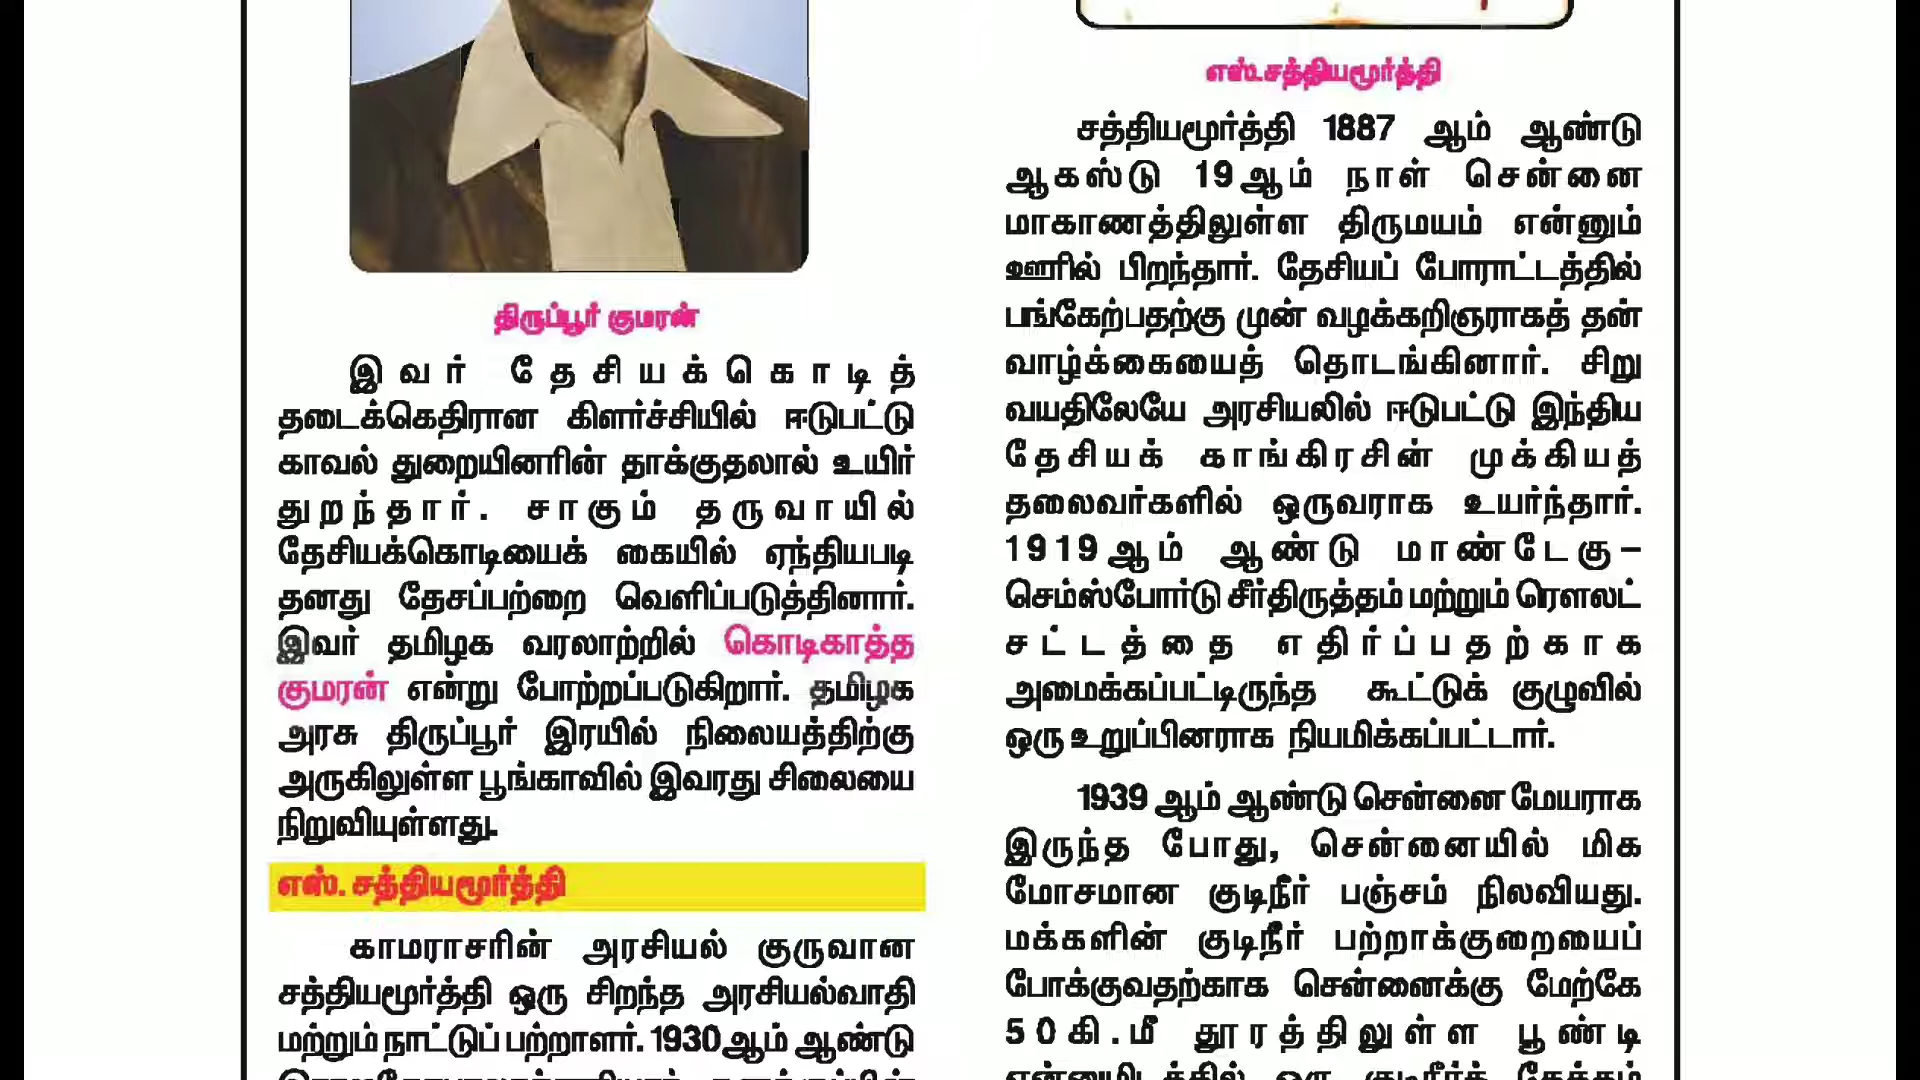 திருப்பூர் குமரன்
இவர் தேசியக்கொடித்
தடைக்கெதிரான கிளர்ச்சியில் ஈடுபட்டு
காவல் துறையினரின் தாக்குதலால் உயிர்
துறந்தார். சாகும் தருவாயில்
தேசியக்கொடியைக் கையில் ஏந்தியபடி
தனது தேசப்பற்றை வெளிப்படுத்தினார்.
இவர் தமிழக வரலாற்றில் கொடிகாத்த
குமரன் என்று போற்றப்படுகிறார். தமிழக
அரசு திருப்பூர் இரயில் நிலையத்திற்கு
அருகிலுள்ள பூங்காவில் இவரது சிலையை
நிறுவியுள்ளது.
எஸ். சத்தியமூர்த்தி
காமராசரின் அரசியல் குருவான
சத்தியமூர்த்தி ஒரு சிறந்த அரசியல்வாதி
மற்றும் நாட்டுப் பற்றாளர். 1930ஆம் ஆண்டு
எஸ்.சத்தியமூர்த்தி
சத்தியமூர்த்தி 1887 ஆம் ஆண்டு
ஆகஸ்டு 19ஆம் நாள் சென்னை
மாகாணத்திலுள்ள திருமயம் என்னும்
ஊரில் பிறந்தார். தேசியப் போராட்டத்தில்
பங்கேற்பதற்கு முன் வழக்கறிஞராகத் தன்
வாழ்க்கையைத் தொடங்கினார். சிறு
வயதிலேயே அரசியலில் ஈடுபட்டு இந்திய
தேசியக் காங்கிரசின் முக்கியத்
தலைவர்களில் ஒருவராக உயர்ந்தார்.
1919ஆம் ஆண்டு மாண்டேகு–
செம்ஸ்போர்டு சீர்திருத்தம் மற்றும் ரௌலட்
சட்டத்தை எதிர்ப்பதற்காக
அமைக்கப்பட்டிருந்த கூட்டுக் குழுவில்
ஒரு உறுப்பினராக நியமிக்கப்பட்டார்.
1939 ஆம் ஆண்டு சென்னை மேயராக
இருந்த போது, சென்னையில் மிக
மோசமான குடிநீர் பஞ்சம் நிலவியது.
மக்களின் குடிநீர் பற்றாக்குறையைப்
போக்குவதற்காக சென்னைக்கு மேற்கே
50கி.மீ தூரத்திலுள்ள பூண்டி
என்னுமிடத்தில் ஒரு குடிநீர்த் தேக்கம்